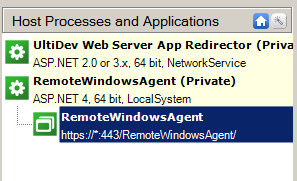 Host Processes and Applications
UltiDev Web Server App Redirector (Priva
ASP.NET 2.0 or 3.x, 64 bit, NetworkService
RemoteWindowsAgent (Private)
ASP.NET 4, 64 bit, LocalSystem
RemoteWindowsAgent
https://*:443/RemoteWindowsAgent/